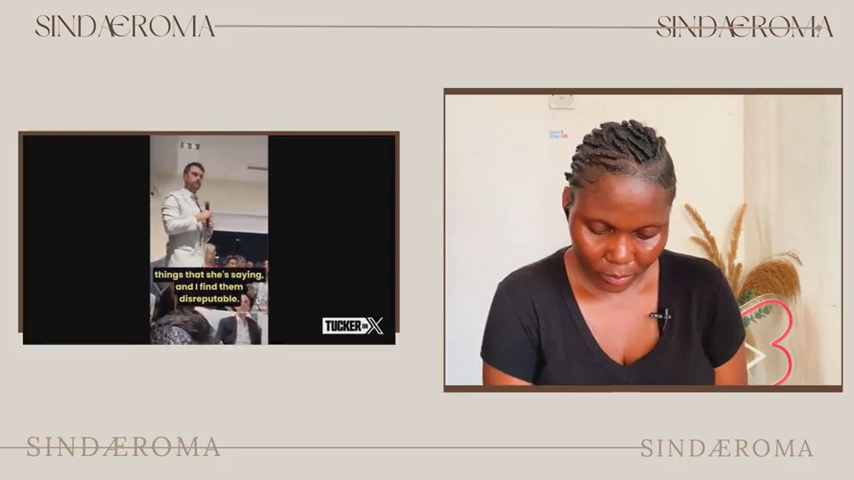 SINDÆROMA
SINDÆROMA
things that she's saying,
and I find them
disreputable.
TUCKER ON X
SINDÆROMA
SINDÆROMA